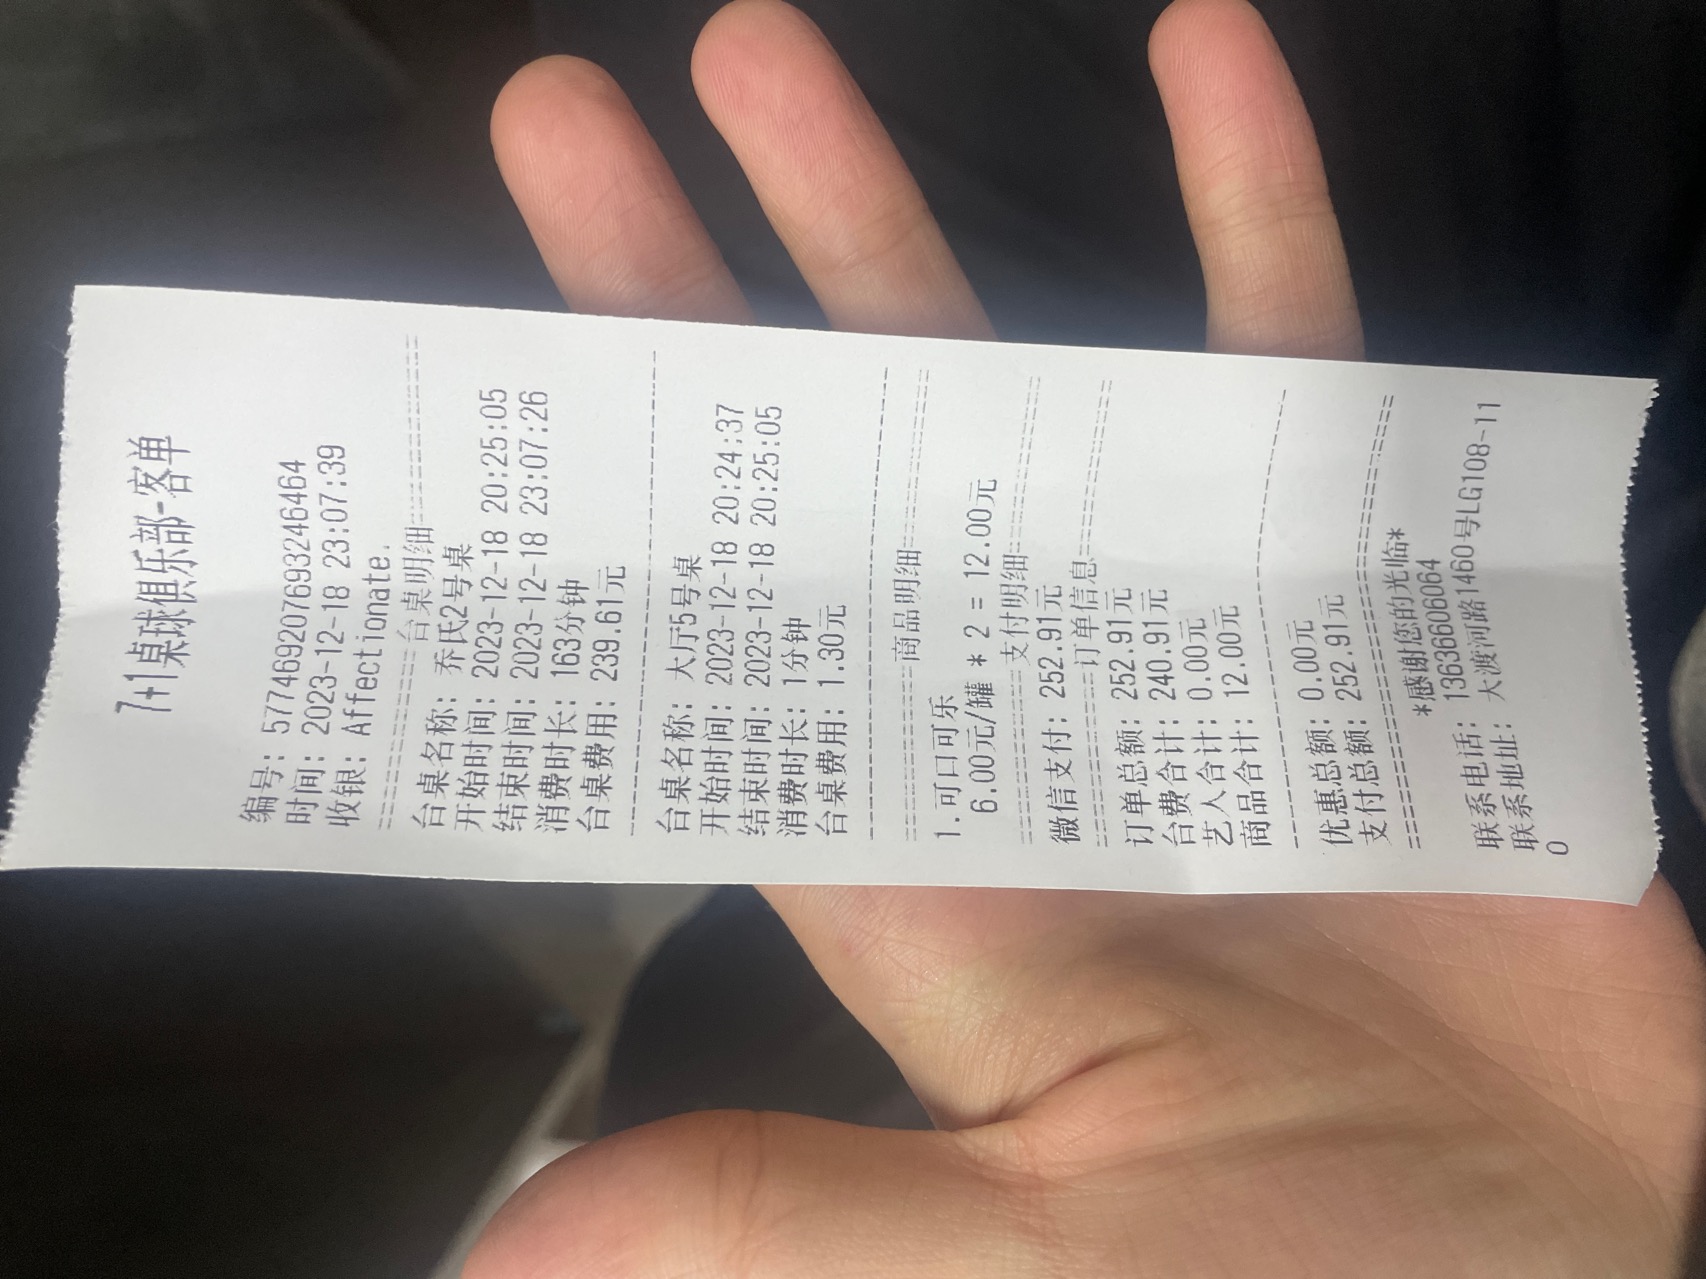 7+1桌球俱乐部-客单
编号: 577469207693246464
时间: 2023-12-18 23:07:39
收银: Affectionate.
===台桌明细===
台桌名称: 乔氏2号桌
开始时间: 2023-12-18 20:25:05
结束时间: 2023-12-18 23:07:26
消费时长: 163分钟
台桌费用: 239.61元
台桌名称: 大厅5号桌
开始时间: 2023-12-18 20:24:37
结束时间: 2023-12-18 20:25:05
消费时长: 1分钟
台桌费用: 1.30元
===商品明细===
1.可口可乐
6.00元/罐 * 2 = 12.00元
===支付明细===
微信支付: 252.91元
===订单信息===
订单总额: 252.91元
台费合计: 240.91元
艺人合计: 0.00元
商品合计: 12.00元
优惠总额: 0.00元
支付总额: 252.91元
*感谢您的光临*
联系电话: 13636606064
联系地址: 大渡河路1460号LG108-11
0